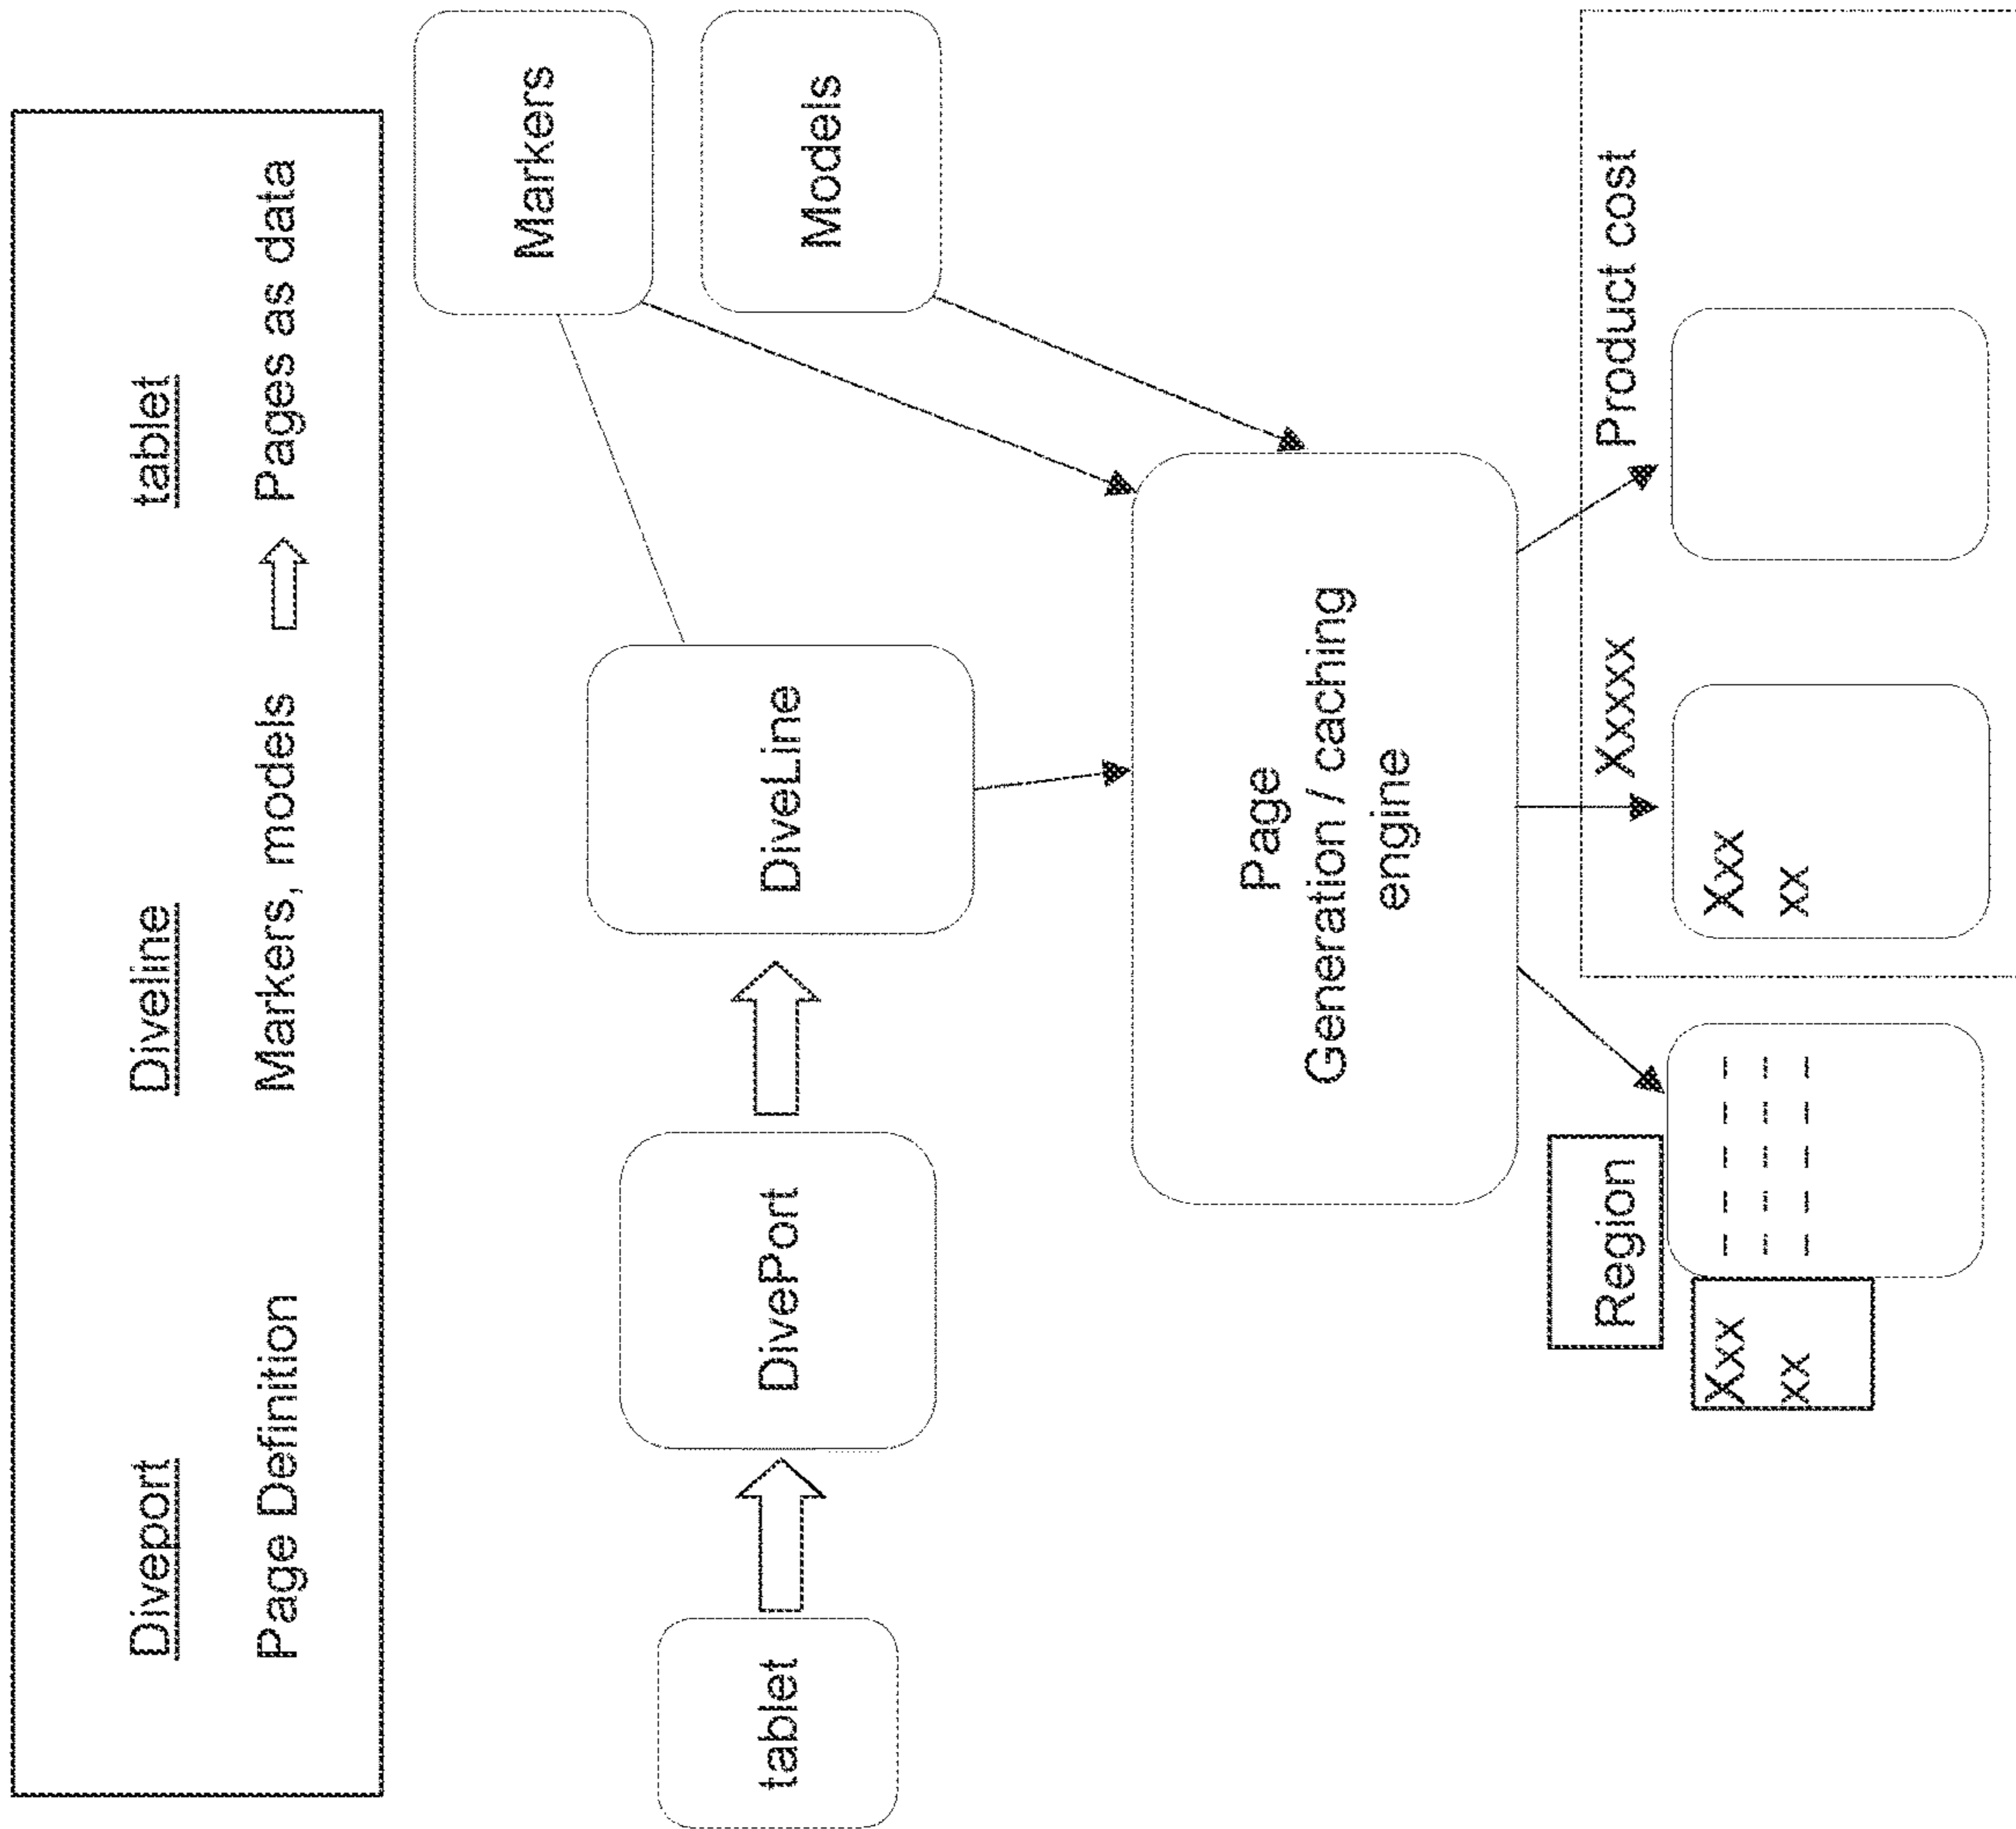 Diveport
Diveline
tablet
Page Definition
Markers, models
Pages as data
Markers
Models
tablet
DivePort
DiveLine
Page
Generation / caching
engine
Region
Xxxxx
Product cost
Xxx
xx
Xxx
xx